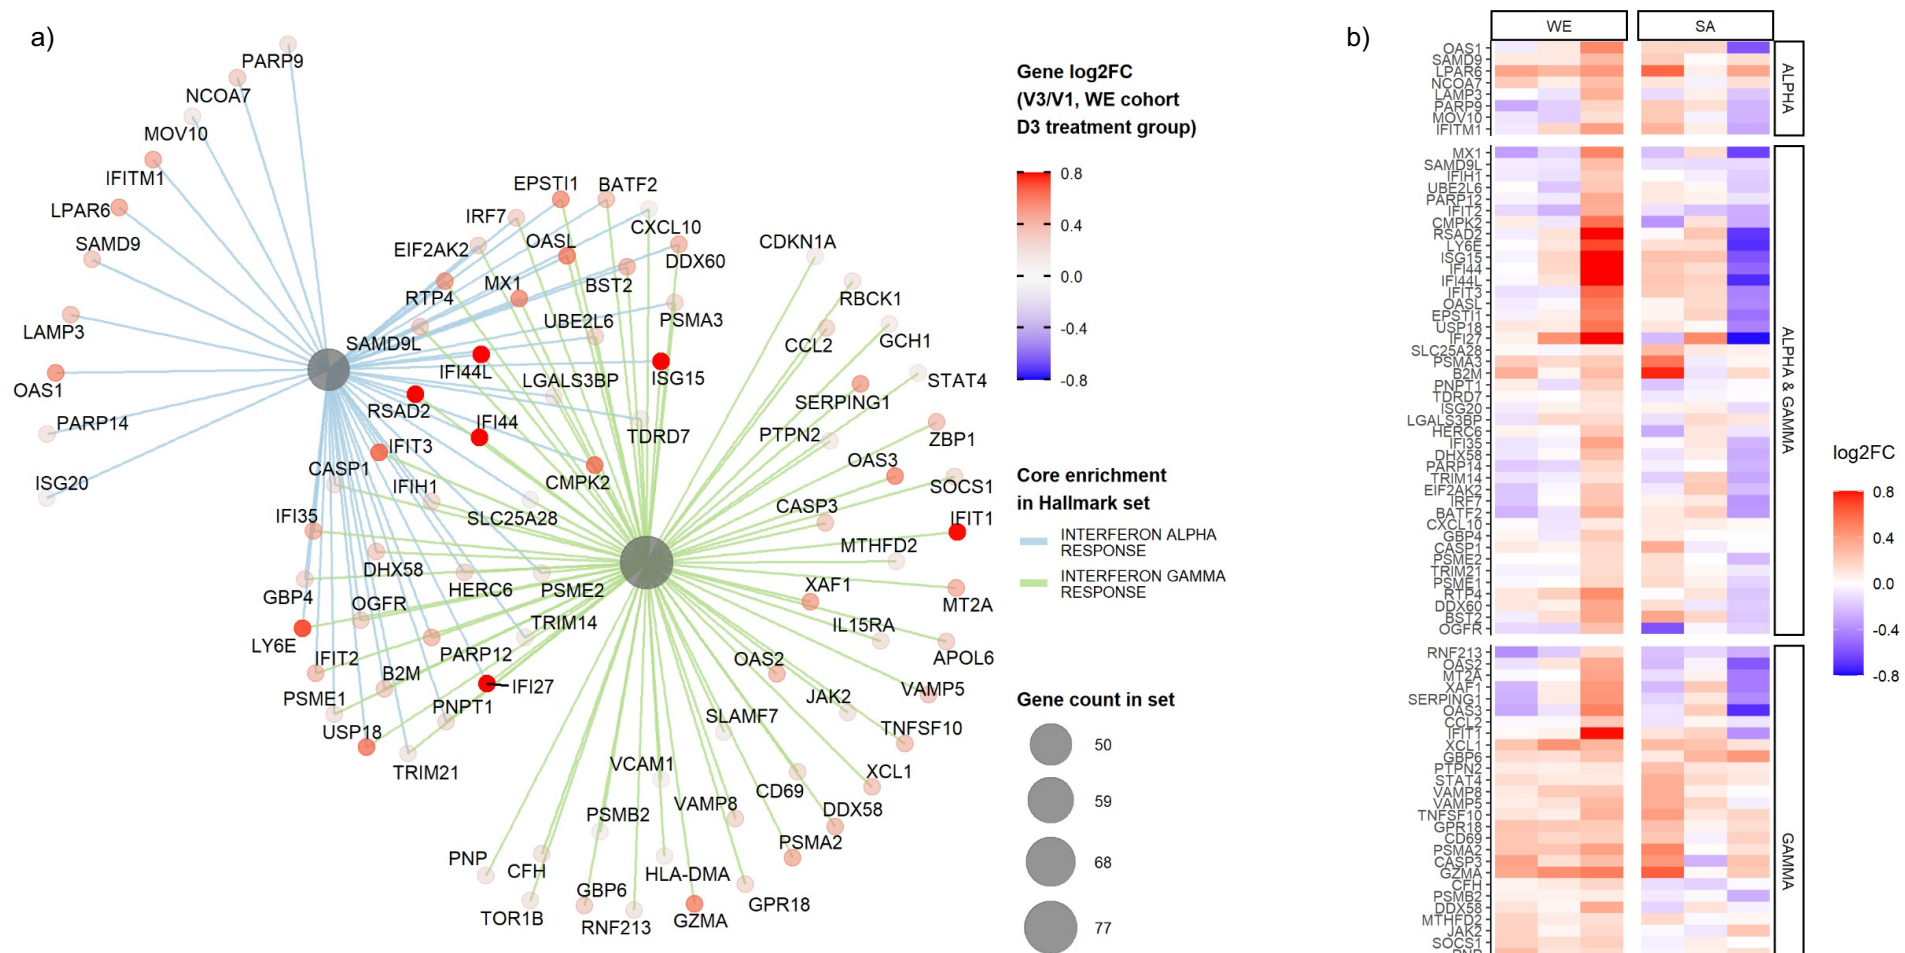 a)
PARP9
NCOA7
MOV10
IFITM1
LPAR6
SAMD9
LAMP3
OAS1
PARP14
ISG20
EPSTI1
BATF2
IRF7
CXCL10
EIF2AK2
OASL
DDX60
RTP4
MX1
BST2
UBE2L6
PSMA3
SAMD9L
IFI44L
ISG15
LGALS3BP
RSAD2
IFI44
TDRD7
IFIT3
CASP1
IFIH1
CMPK2
SLC25A28
IFI35
DHX58
HERC6
PSME2
GBP4
OGFR
TRIM14
LY6E
IFIT2
PARP12
B2M
IFI27
PSME1
PNPT1
USP18
TRIM21
CDKN1A
RBCK1
CCL2
GCH1
STAT4
SERPING1
PTPN2
ZBP1
OAS3
SOCS1
CASP3
IFIT1
MTHFD2
XAF1
MT2A
IL15RA
APOL6
OAS2
JAK2
VAMP5
SLAMF7
TNFSF10
VCAM1
XCL1
CD69
VAMP8
DDX58
PSMB2
PSMA2
PNP
CFH
HLA-DMA
GBP6
GPR18
TOR1B
RNF213
GZMA
Gene log2FC
(V3/V1, WE cohort
D3 treatment group)
0.8
0.4
0.0
-0.4
-0.8
Core enrichment
in Hallmark set
INTERFERON ALPHA
RESPONSE
INTERFERON GAMMA
RESPONSE
Gene count in set
50
59
68
77
b)
WE
SA
OAS1
SAMD9
LPAR6
NCOA7
LAMP3
PARP9
MOV10
IFITM1
ALPHA
MX1
SAMD9L
IFIH1
UBE2L6
PARP12
IFIT2
CMPK2
RSAD2
LY6E
ISG15
IFI44
IFI44L
IFIT3
OASL
EPSTI1
USP18
IFI27
SLC25A28
PSMA3
B2M
PNPT1
TDRD7
ISG20
LGALS3BP
HERC6
IFI35
DHX58
PARP14
TRIM14
EIF2AK2
IRF7
BATF2
CXCL10
GBP4
CASP1
PSME2
TRIM21
PSME1
RTP4
DDX60
BST2
OGFR
ALPHA & GAMMA
RNF213
OAS2
MT2A
XAF1
SERPING1
OAS3
CCL2
IFIT1
XCL1
GBP6
PTPN2
STAT4
VAMP8
VAMP5
TNFSF10
GPR18
CD69
PSMA2
CASP3
GZMA
CFH
PSMB2
DDX58
MTHFD2
JAK2
SOCS1
PNP
GAMMA
log2FC
0.8
0.4
0.0
-0.4
-0.8